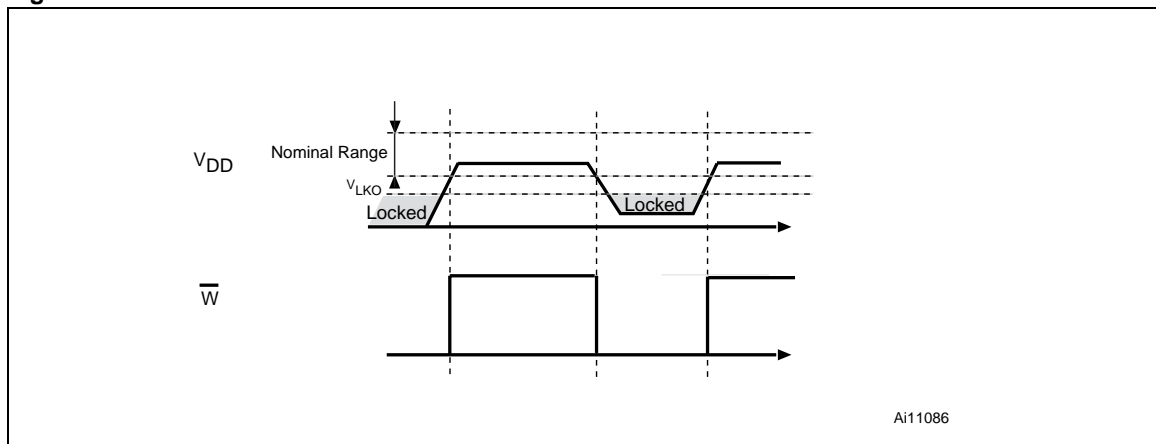 Nominal Range
VDD
VLKO
Locked
Locked
W
Ai11086